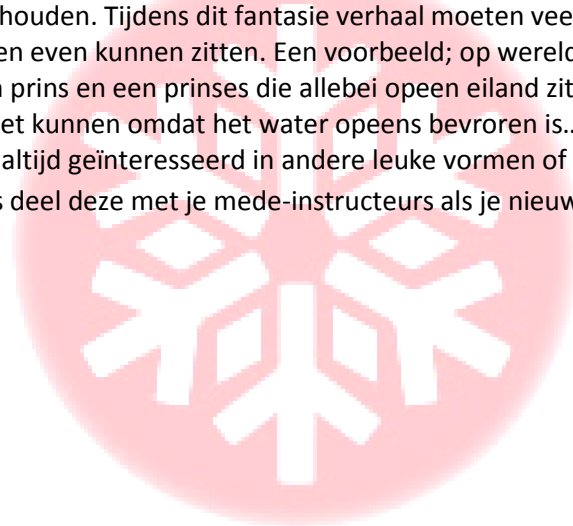 houden. Tijdens dit fantasie verhaal moeten vee
en even kunnen zitten. Een voorbeeld; op wereld
prins en een prinses die allebei opeen eiland zit
et kunnen omdat het water opeens bevroren is..
altijd geïnteresseerd in andere leuke vormen of
deel deze met je mede-instructeurs als je nieuw